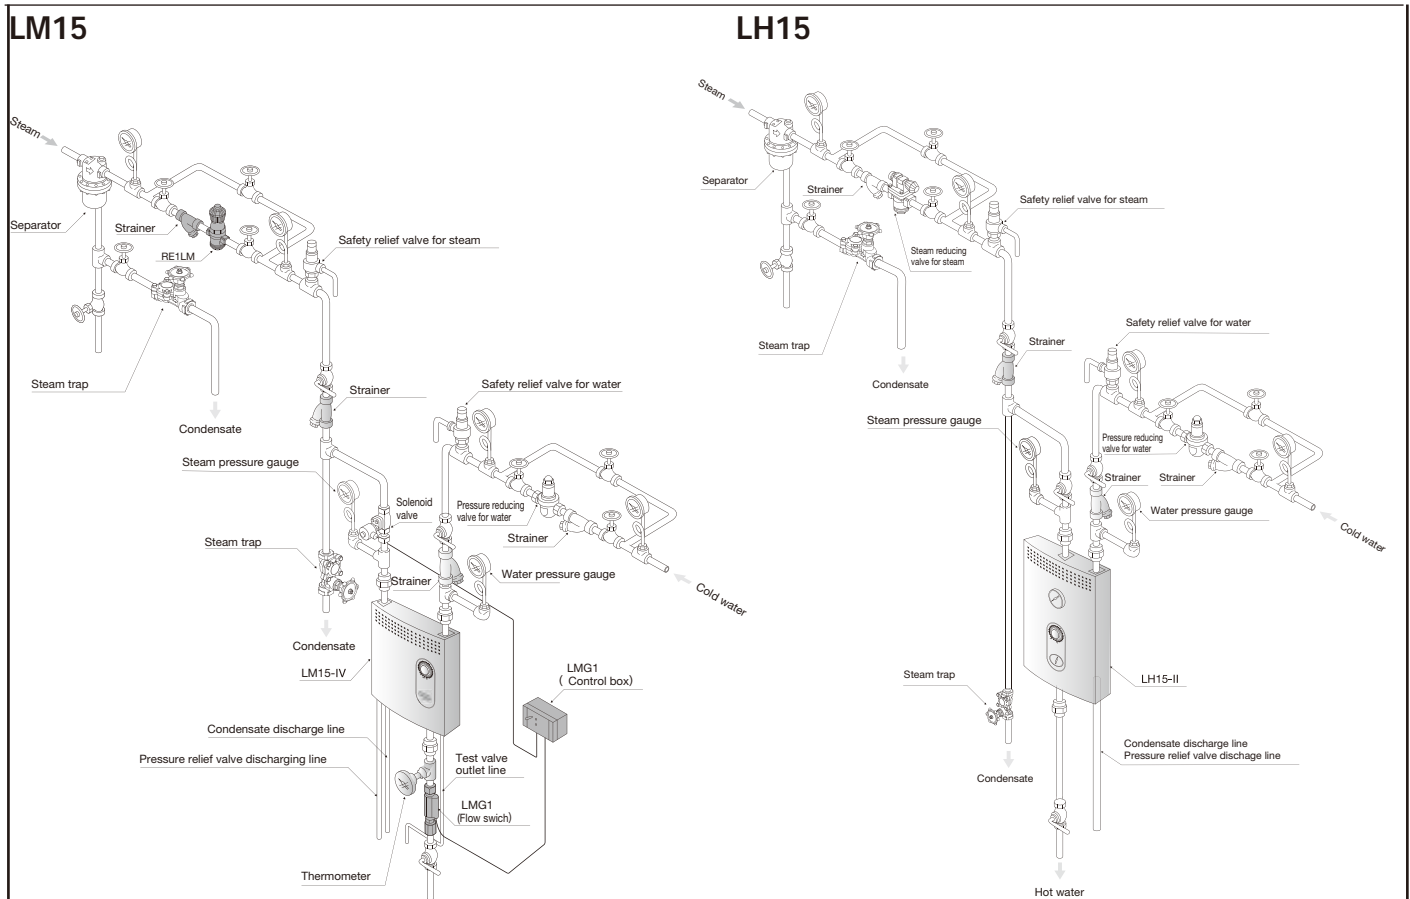 LM15
Steam
Separator
Strainer
RE1LM
Safety relief valve for steam
Steam trap
Condensate
Strainer
Safety relief valve for water
Steam pressure gauge
Solenoid
valve
Pressure reducing
valve for water
Strainer
Steam trap
Strainer
Water pressure gauge
Cold water
Condensate
LM15-IV
LMG1
( Control box)
Condensate discharge line
Pressure relief valve discharging line
Test valve
outlet line
LMG1
(Flow swich)
Thermometer
LH15
Steam
Separator
Strainer
Steam reducing
valve for steam
Safety relief valve for steam
Steam trap
Condensate
Strainer
Safety relief valve for water
Steam pressure gauge
Pressure reducing
valve for water
Strainer
Strainer
Water pressure gauge
Cold water
Steam trap
LH15-II
Condensate
Condensate discharge line
Pressure relief valve dischage line
Hot water